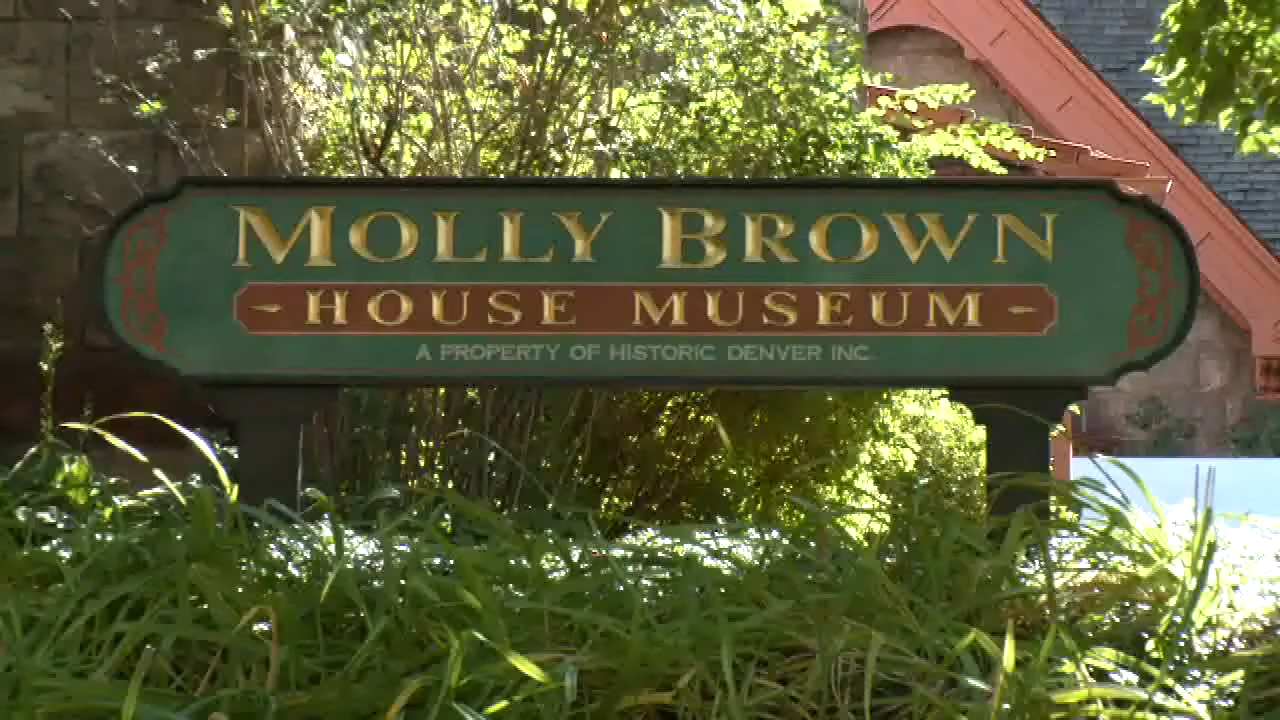 MOLLY BROWN
- HOUSE MUSEUM -
A PROPERTY OF HISTORIC DENVER INC.